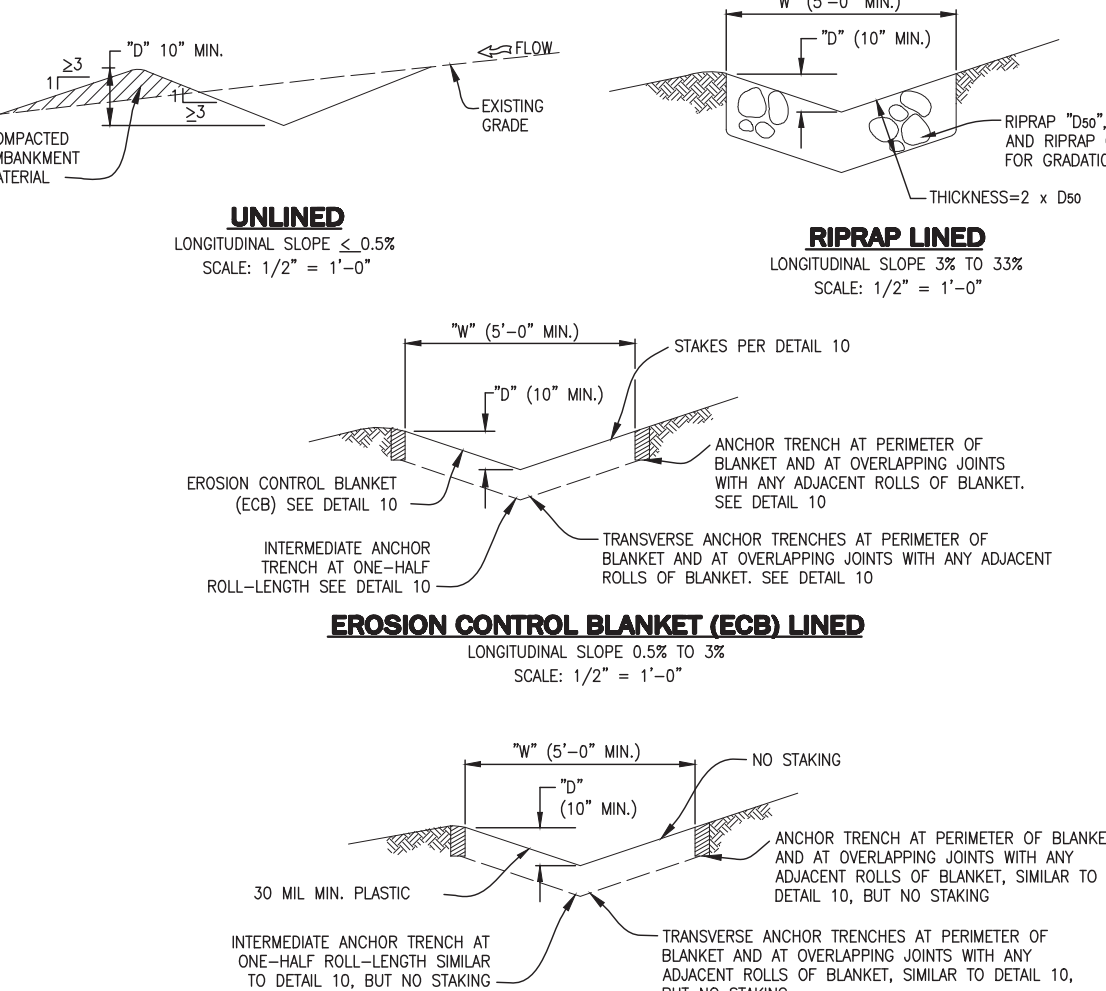 "D" 10" MIN.
≥3
1
1
≥3
FLOW
EXISTING
GRADE
MATERIAL
UNLINED
LONGITUDINAL SLOPE ≤ 0.5%
SCALE: 1/2" = 1'-0"
"W" (5'-0" MIN.)
"D" (10" MIN.)
RIPRAP "D50",
AND RIPRAP
THICKNESS=2 x D50
RIPRAP LINED
LONGITUDINAL SLOPE 3% TO 33%
SCALE: 1/2" = 1'-0"
"W" (5'-0" MIN.)
STAKES PER DETAIL 10
"D" (10" MIN.)
EROSION CONTROL BLANKET
(ECB) SEE DETAIL 10
ANCHOR TRENCH AT PERIMETER OF
BLANKET AND AT OVERLAPPING JOINTS
WITH ANY ADJACENT ROLLS OF BLANKET.
SEE DETAIL 10
INTERMEDIATE ANCHOR
TRENCH AT ONE-HALF
ROLL-LENGTH SEE DETAIL 10
TRANSVERSE ANCHOR TRENCHES AT PERIMETER OF
BLANKET AND AT OVERLAPPING JOINTS WITH ANY ADJACENT
ROLLS OF BLANKET. SEE DETAIL 10
EROSION CONTROL BLANKET (ECB) LINED
LONGITUDINAL SLOPE 0.5% TO 3%
SCALE: 1/2" = 1'-0"
"W" (5'-0" MIN.)
NO STAKING
"D"
(10" MIN.)
30 MIL MIN. PLASTIC
ANCHOR TRENCH AT PERIMETER OF BLANKE
AND AT OVERLAPPING JOINTS WITH ANY
ADJACENT ROLLS OF BLANKET, SIMILAR TO
DETAIL 10, BUT NO STAKING
INTERMEDIATE ANCHOR TRENCH AT
ONE-HALF ROLL-LENGTH SIMILAR
TO DETAIL 10, BUT NO STAKING
TRANSVERSE ANCHOR TRENCHES AT PERIMETER OF
BLANKET AND AT OVERLAPPING JOINTS WITH ANY
ADJACENT ROLLS OF BLANKET, SIMILAR TO DETAIL 10,
BUT NO STAKING